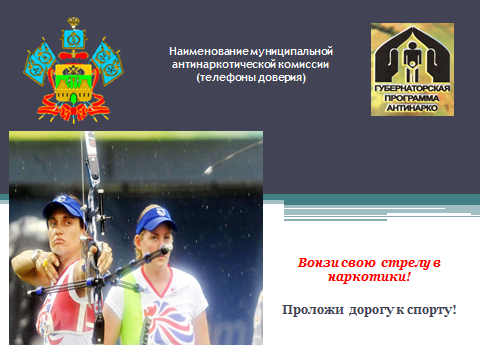 Наименование муниципальной
антинаркотической комиссии
(телефоны доверия)
ГУБЕРНАТОРСКАЯ
ПРОГРАММА
АНТИНАРКО
Вонзи свою стрелу в
наркотики!
Проложи дорогу к спорту!